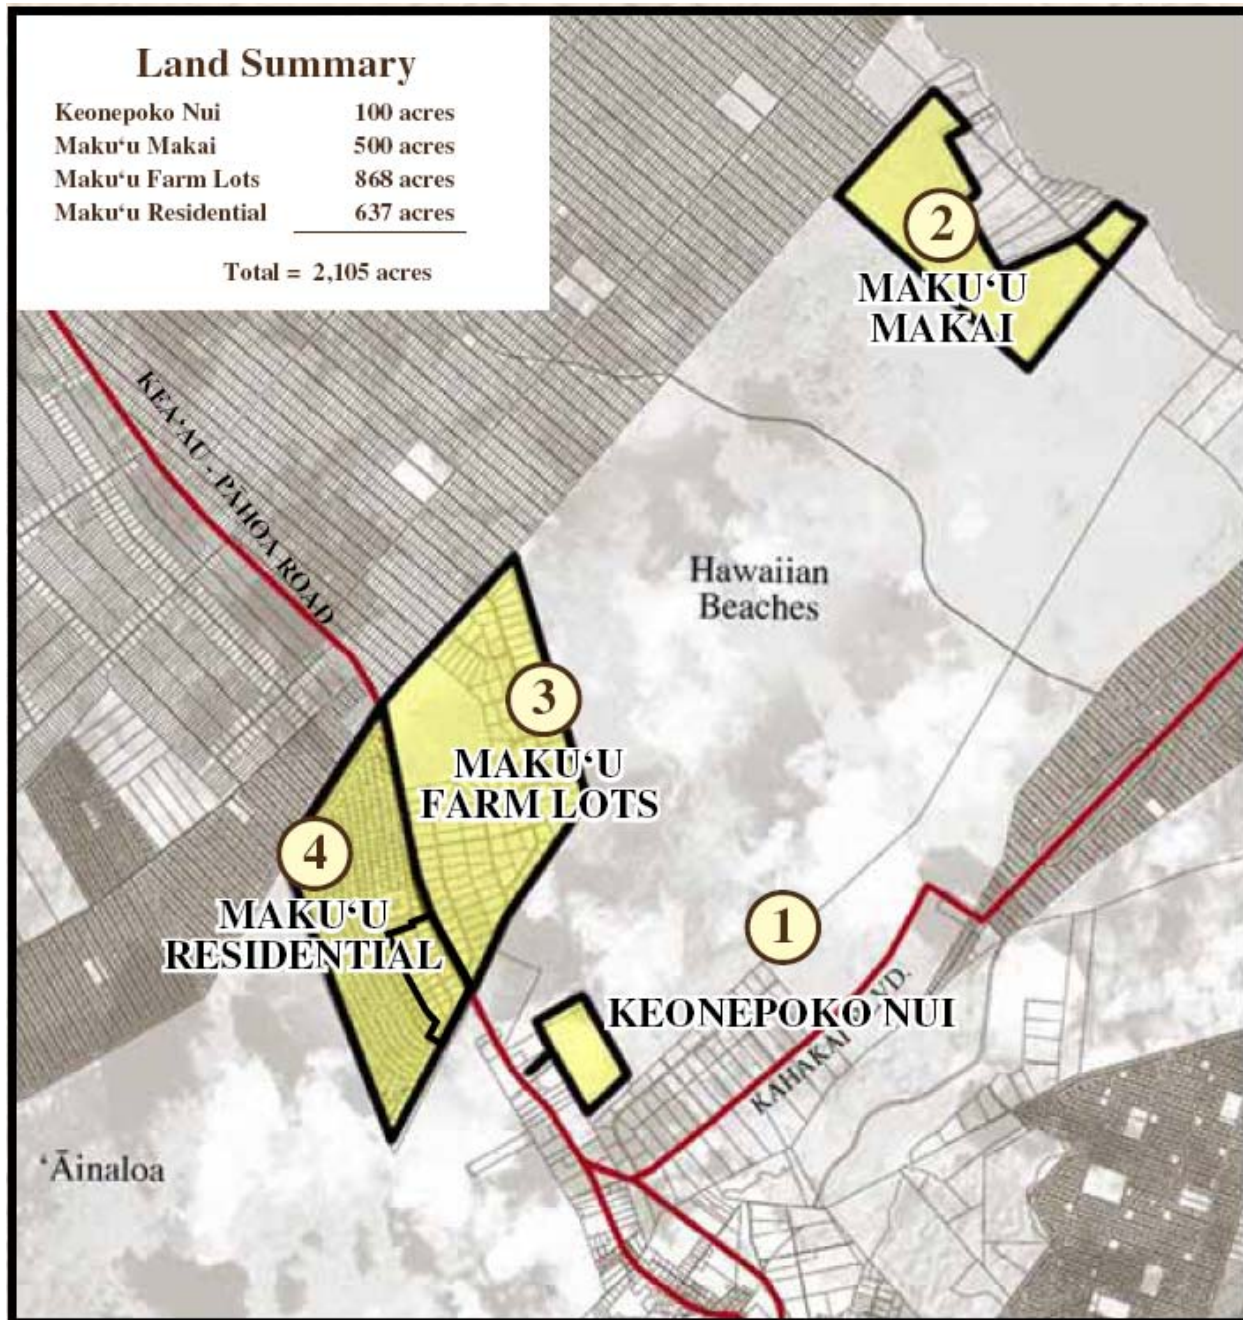 Land Summary
Keonepoko Nui 100 acres
Maku‘u Makai 500 acres
Maku‘u Farm Lots 868 acres
Maku‘u Residential 637 acres
Total = 2,105 acres
2
MAKU‘U
MAKAI
KEA‘AU - PĀHOA ROAD
Hawaiian
Beaches
3
MAKU‘U
FARM LOTS
4
MAKU‘U
RESIDENTIAL
1
KEONEPOKO NUI
KAHAKAI
‘Āinaloa